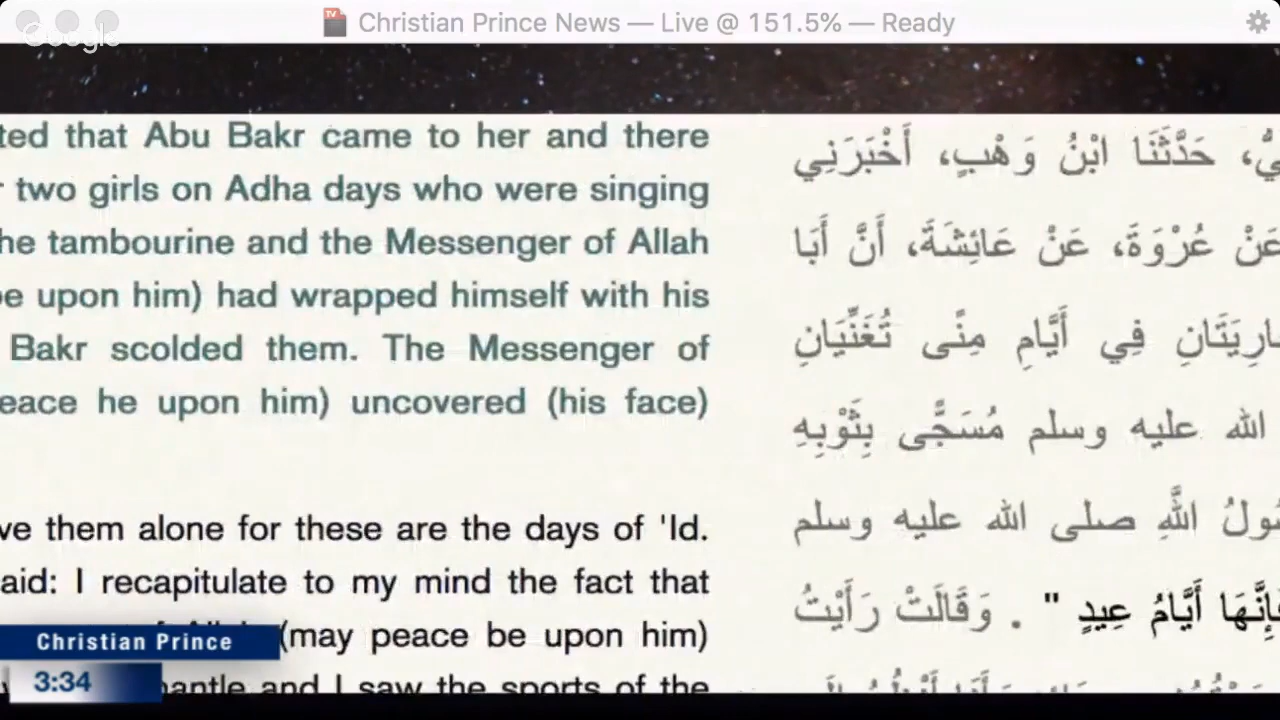 Christian Prince News — Live @ 151.5% — Ready
Google
ted that Abu Bakr came to her and there
two girls on Adha days who were singing
he tambourine and the Messenger of Allah
be upon him) had wrapped himself with his
Bakr scolded them. The Messenger of
eace he upon him) uncovered (his face)
ve them alone for these are the days of 'Id.
aid: I recapitulate to my mind the fact that
(may peace be upon him)
mantle and I saw the sports of the
يُّ، حَدَّثَنَا ابْنُ وَهْبٍ، أَخْبَرَنِي
عَنْ عُرْوَةَ، عَنْ عَائِشَةَ، أَنَّ أَبَا
ارِيَتَانِ فِي أَيَّامِ مِنًى تُغَنِّيَانِ
الله عليه وسلم مُسَجًّى بِثَوْبِهِ
سُولُ اللَّهِ صلى الله عليه وسلم
فَإِنَّهَا أَيَّامُ عِيدٍ " . وَقَالَتْ رَأَيْتُ
Christian Prince
3:34